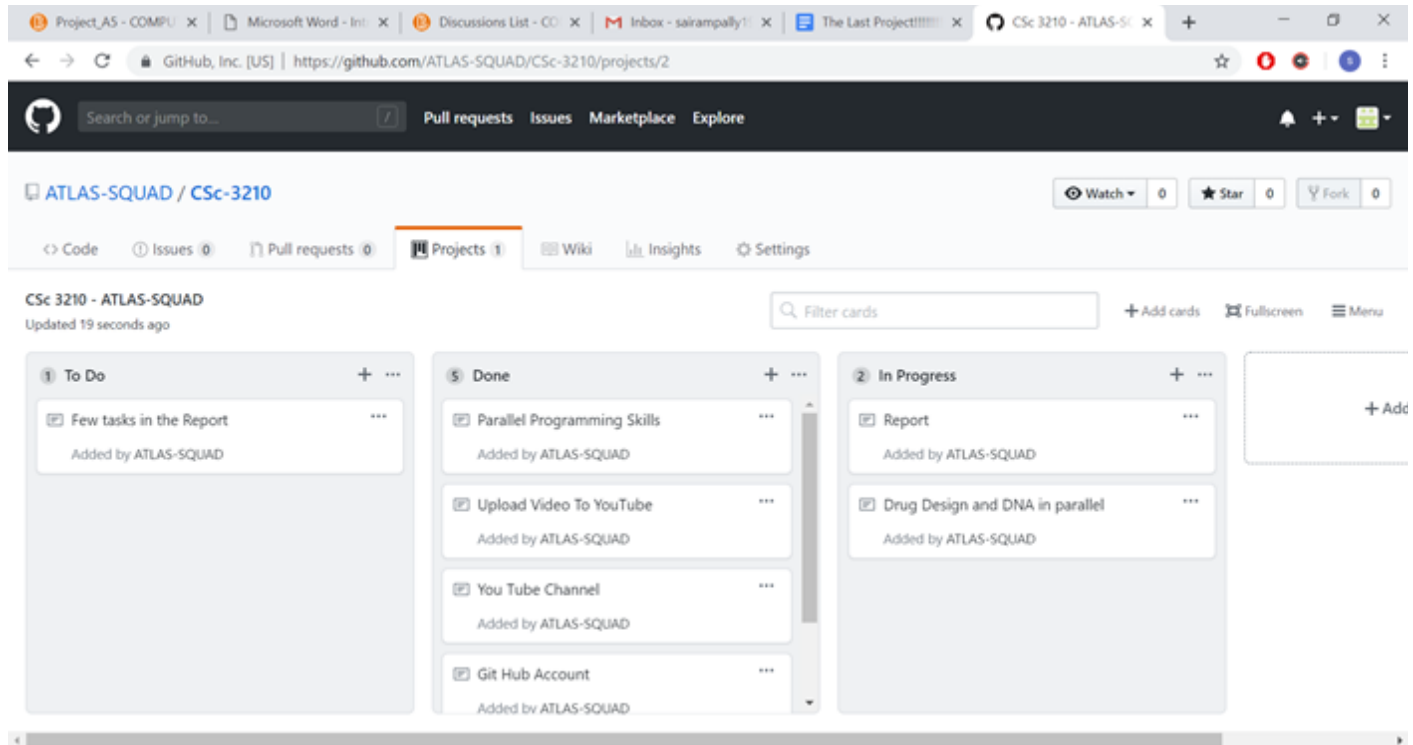 Project_A5 - COMPU
Microsoft Word - Int
Discussions List - CO
Inbox - sairampally1
The Last Project!!!!!!!
CSc 3210 - ATLAS-SC
GitHub, Inc. [US] | https://github.com/ATLAS-SQUAD/CSc-3210/projects/2
Search or jump to... / Pull requests Issues Marketplace Explore
ATLAS-SQUAD / CSc-3210
Watch 0 Star 0 Fork 0
Code Issues 0 Pull requests 0 Projects 1 Wiki Insights Settings
CSc 3210 - ATLAS-SQUAD
Updated 19 seconds ago
Filter cards
+ Add cards Fullscreen Menu
1 To Do
Few tasks in the Report
Added by ATLAS-SQUAD
5 Done
Parallel Programming Skills
Added by ATLAS-SQUAD
Upload Video To YouTube
Added by ATLAS-SQUAD
You Tube Channel
Added by ATLAS-SQUAD
Git Hub Account
Added by ATLAS-SQUAD
2 In Progress
Report
Added by ATLAS-SQUAD
Drug Design and DNA in parallel
Added by ATLAS-SQUAD
+ Add